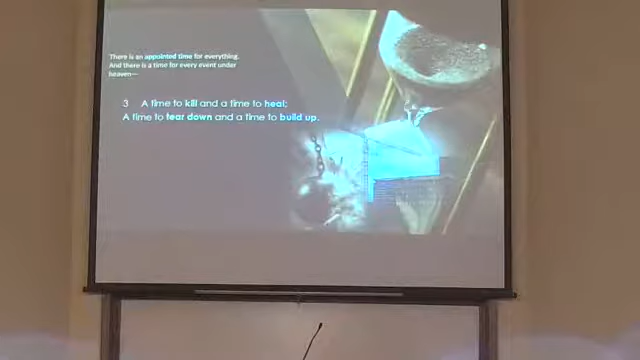 There is an appointed time for everything.
And there is a time for every event under
heaven—
3 A time to kill and a time to heal;
A time to tear down and a time to build up.